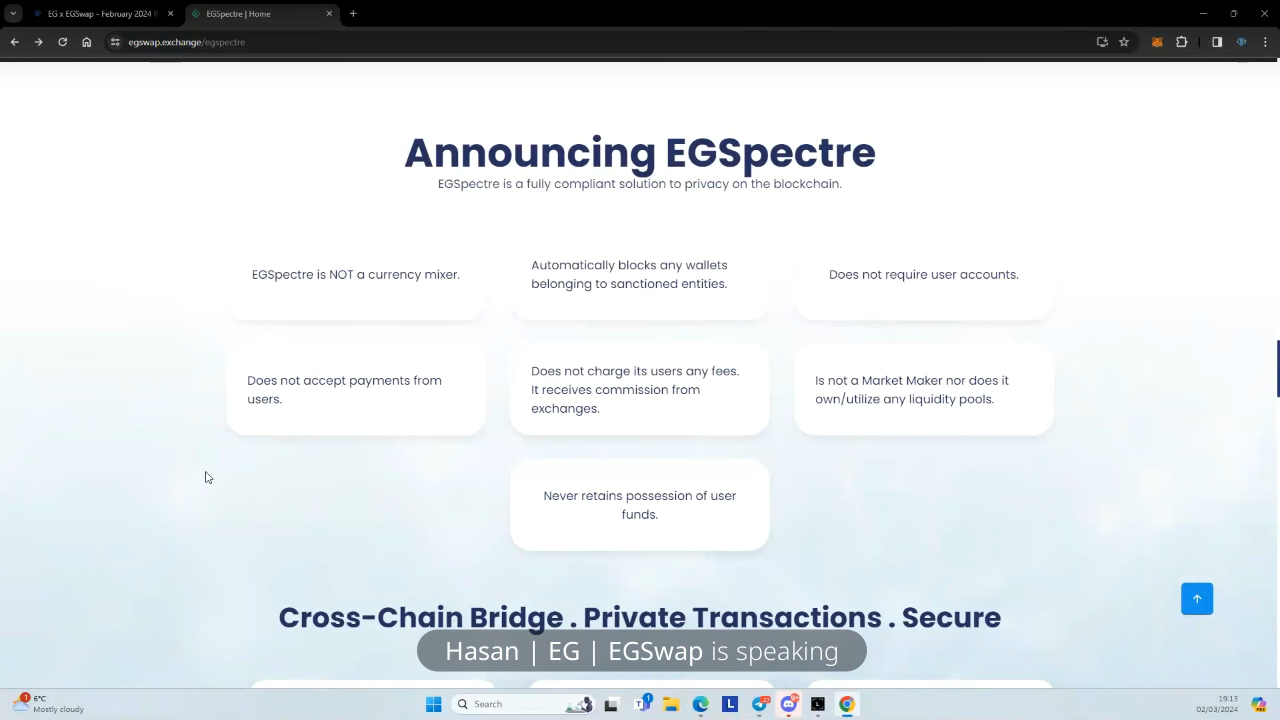 EG x EGSwap - February 2024
EGSpectre | Home
egswap.exchange/egspectre
Announcing EGSpectre
EGSpectre is a fully compliant solution to privacy on the blockchain.
EGSpectre is NOT a currency mixer.
Automatically blocks any wallets
belonging to sanctioned entities.
Does not require user accounts.
Does not accept payments from
users.
Does not charge its users any fees.
It receives commission from
exchanges.
Is not a Market Maker nor does it
own/utilize any liquidity pools.
Never retains possession of user
funds.
Cross-Chain Bridge . Private Transactions . Secure
Hasan | EG | EGSwap is speaking
1
6°C
Mostly cloudy
Search
1
L
9+
19:13
02/03/2024